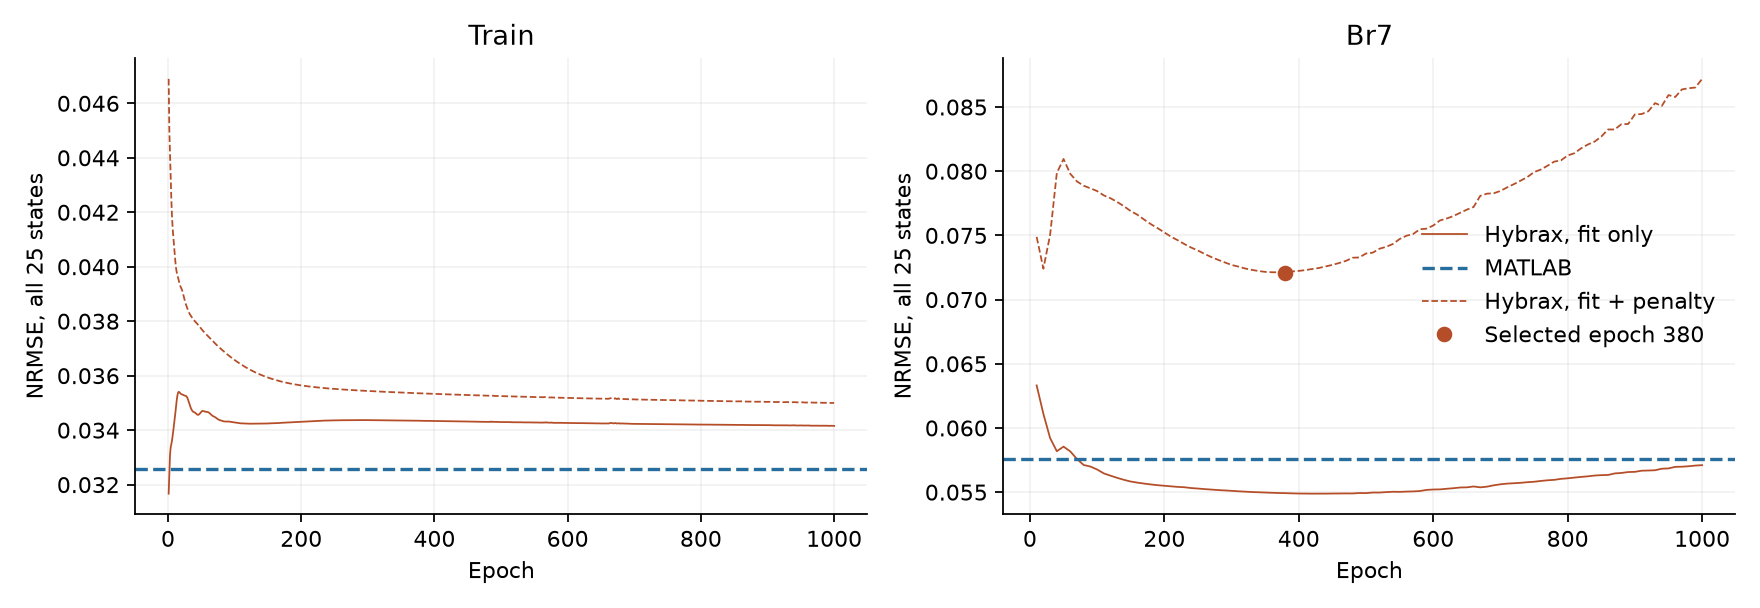 Train
NRMSE, all 25 states
0.046
0.044
0.042
0.040
0.038
0.036
0.034
0.032
0
200
400
600
800
1000
Epoch
Br7
NRMSE, all 25 states
0.085
0.080
0.075
0.070
0.065
0.060
0.055
Hybrax, fit only
MATLAB
Hybrax, fit + penalty
Selected epoch 380
0
200
400
600
800
1000
Epoch